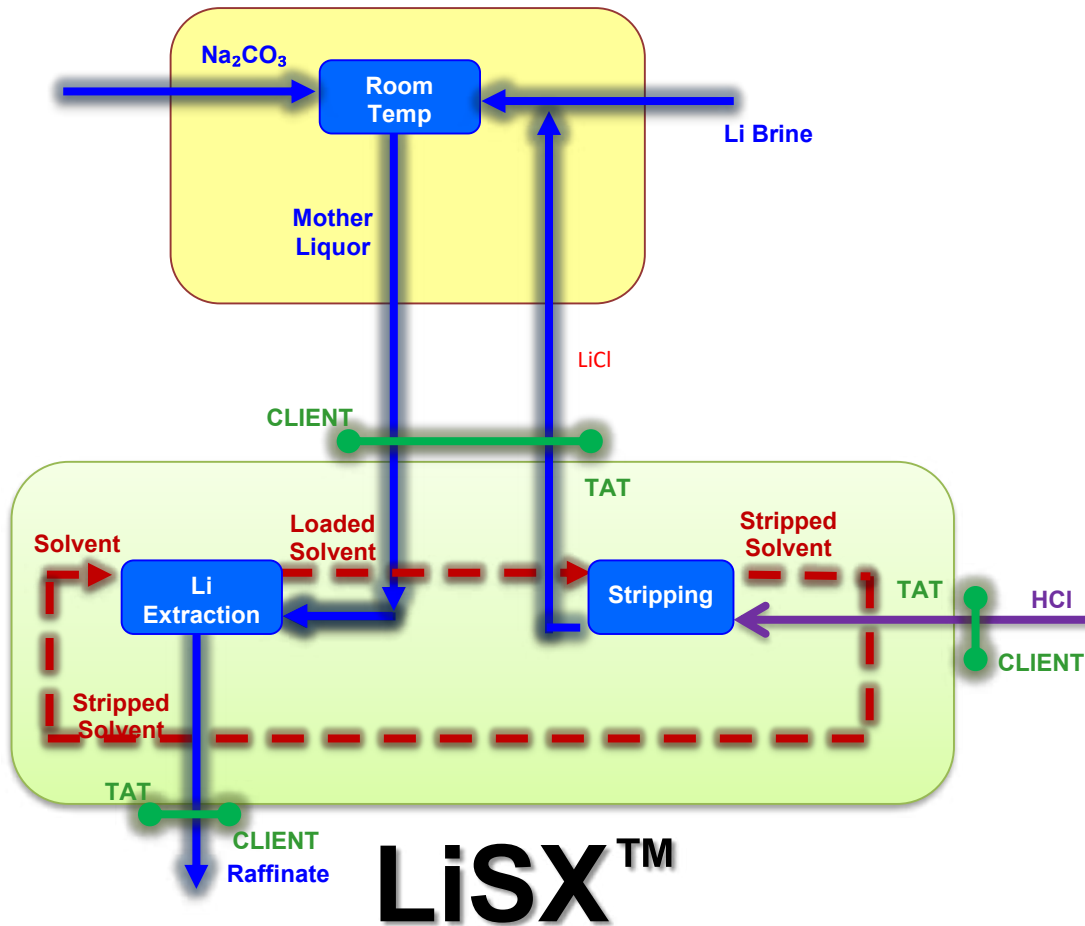 Na₂CO₃
Room
Temp
Li Brine
Mother
Liquor
LiCl
CLIENT
TAT
Solvent
Loaded
Solvent
Stripped
Solvent
Li
Extraction
Stripping
TAT
HCl
CLIENT
Stripped
Solvent
TAT
CLIENT
Raffinate
LiSX™